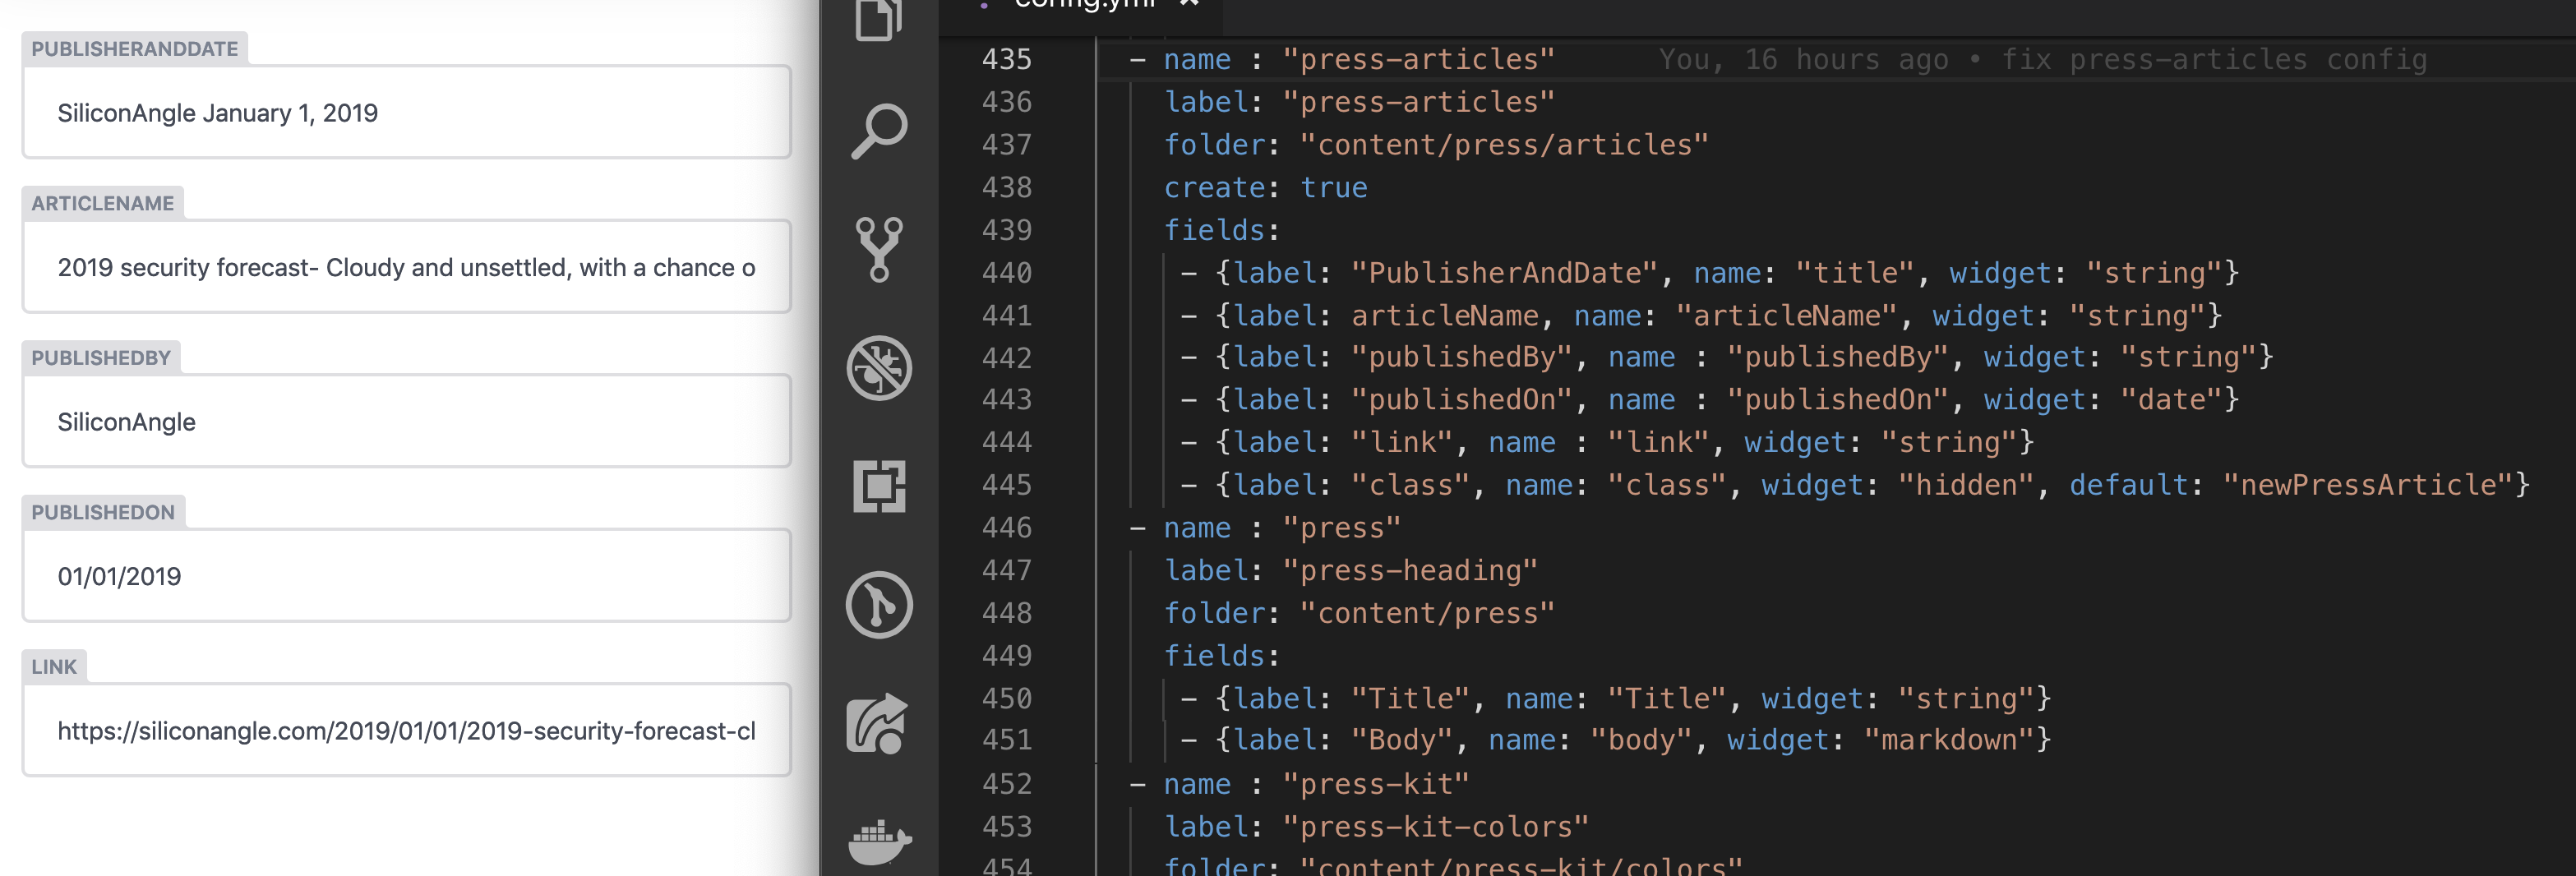 PUBLISHERANDDATE
SiliconAngle January 1, 2019
ARTICLENAME
2019 security forecast- Cloudy and unsettled, with a chance o
PUBLISHEDBY
SiliconAngle
PUBLISHEDON
01/01/2019
LINK
https://siliconangle.com/2019/01/01/2019-security-forecast-cl
config.yml
435 - name : "press-articles" You, 16 hours ago • fix press-articles config
436 label: "press-articles"
437 folder: "content/press/articles"
438 create: true
439 fields:
440 - {label: "PublisherAndDate", name: "title", widget: "string"}
441 - {label: articleName, name: "articleName", widget: "string"}
442 - {label: "publishedBy", name : "publishedBy", widget: "string"}
443 - {label: "publishedOn", name : "publishedOn", widget: "date"}
444 - {label: "link", name : "link", widget: "string"}
445 - {label: "class", name: "class", widget: "hidden", default: "newPressArticle"}
446 - name : "press"
447 label: "press-heading"
448 folder: "content/press"
449 fields:
450 - {label: "Title", name: "Title", widget: "string"}
451 - {label: "Body", name: "body", widget: "markdown"}
452 - name : "press-kit"
453 label: "press-kit-colors"
454 folder: "content/press-kit/colors"